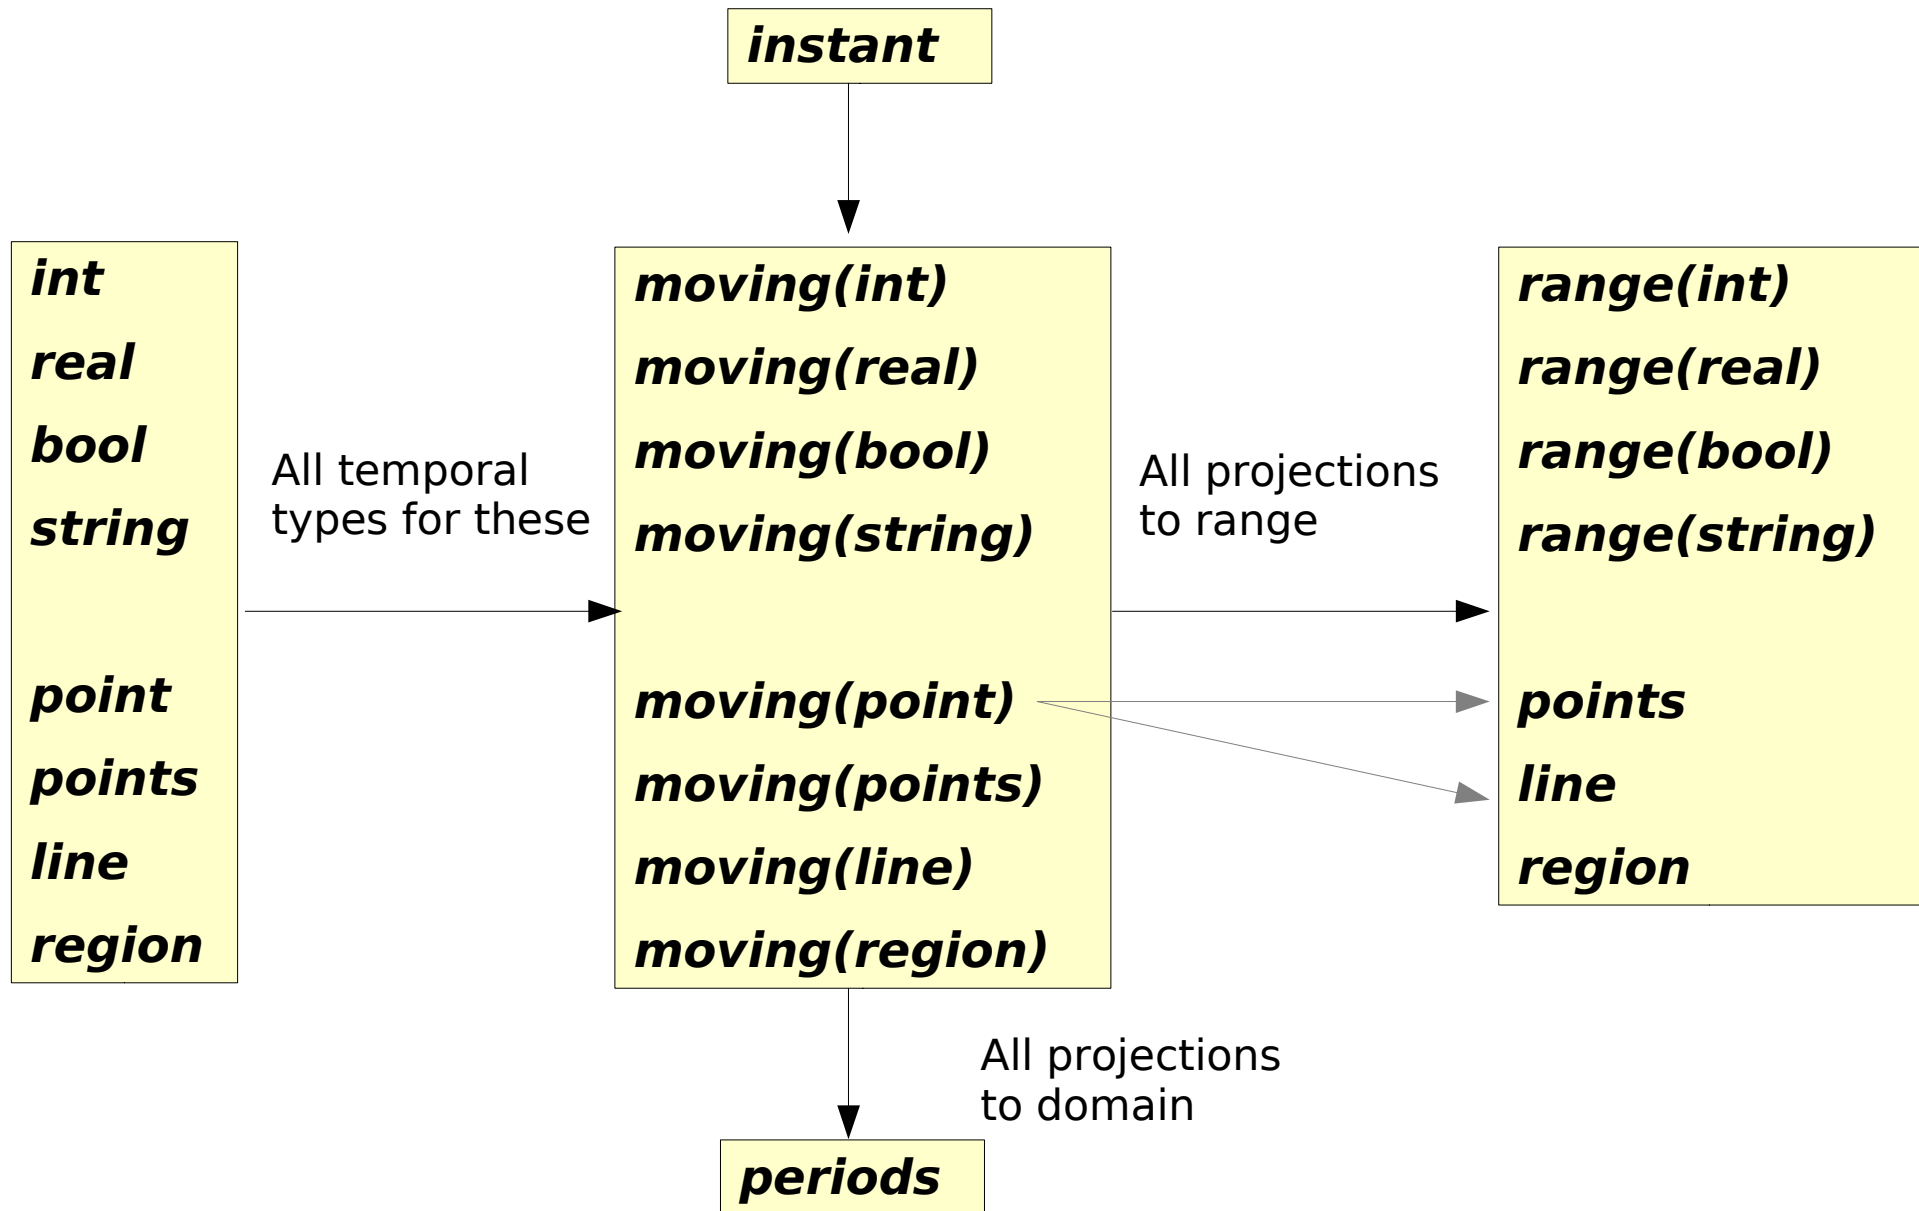 instant
int
real
bool
string
point
points
line
region
All temporal
types for these
moving(int)
moving(real)
moving(bool)
moving(string)
moving(point)
moving(points)
moving(line)
moving(region)
All projections
to range
range(int)
range(real)
range(bool)
range(string)
points
line
region
All projections
to domain
periods